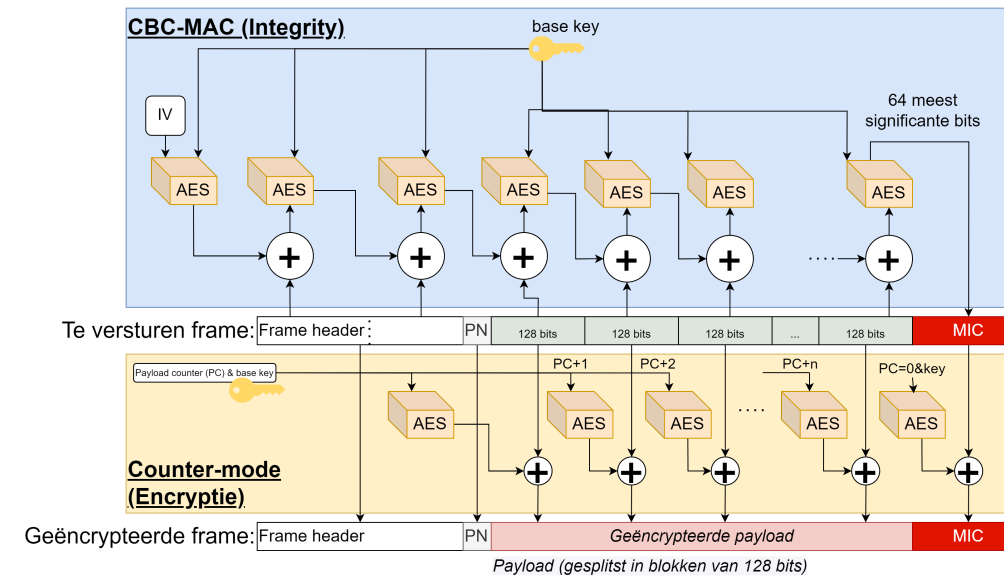 CBC-MAC (Integrity)
base key
IV
64 meest
significante bits
AES
AES
AES
AES
AES
AES
AES
+
+
+
+
+
....
+
Te versturen frame:
Frame header
PN
128 bits
128 bits
128 bits
...
128 bits
MIC
Payload counter (PC) & base key
PC+1
PC+2
PC+n
PC=0&key
AES
AES
AES
....
AES
AES
+
+
+
+
+
Counter-mode
(Encryptie)
Geëncrypteerde frame:
Frame header
PN
Geëncrypteerde payload
MIC
Payload (gesplitst in blokken van 128 bits)